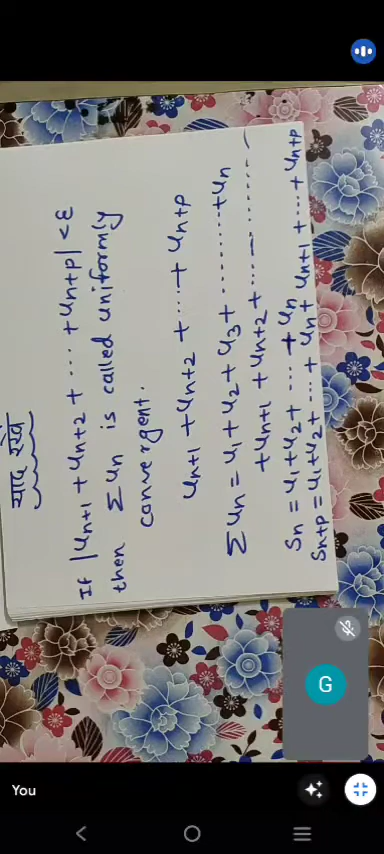 याद रखें
If |un+1 + un+2 + ... + un+p| < ε
then Σ un is called uniformly
convergent.
un+1 + un+2 + ... + un+p
Σ un = u1 + u2 + u3 + ........ + un
+ un+1 + un+2 + ........
Sn = u1 + u2 + ... + un
Sn+p = u1 + u2 + ... + un + un+1 + ... + un+p
G
You